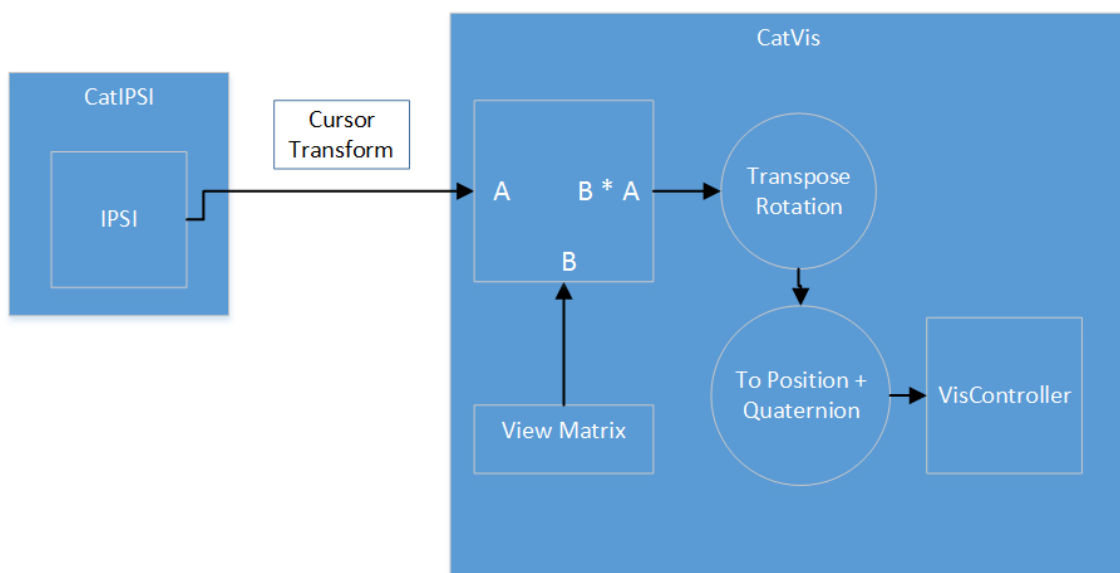 CatVis
CatIPSI
Cursor
Transform
IPSI
A
B * A
B
Transpose
Rotation
To Position +
Quaternion
VisController
View Matrix